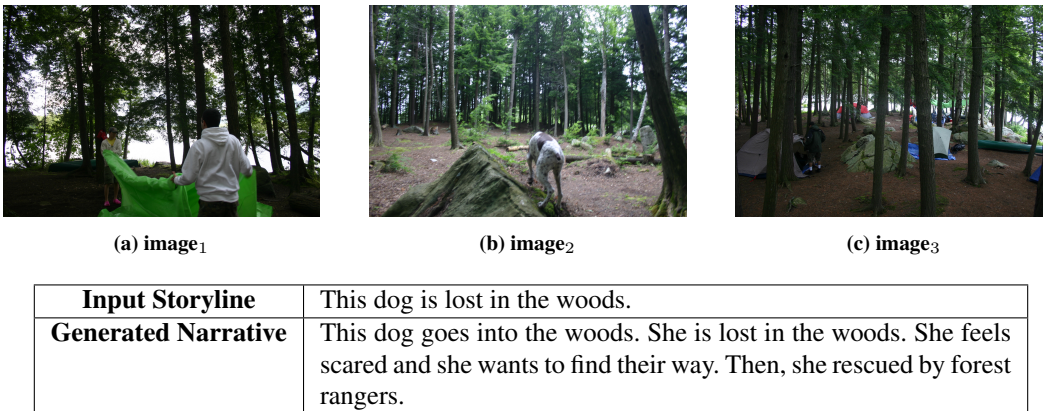 (a) image₁
(b) image₂
(c) image₃
Input Storyline
This dog is lost in the woods.
Generated Narrative
This dog goes into the woods. She is lost in the woods. She feels
scared and she wants to find their way. Then, she rescued by forest
rangers.